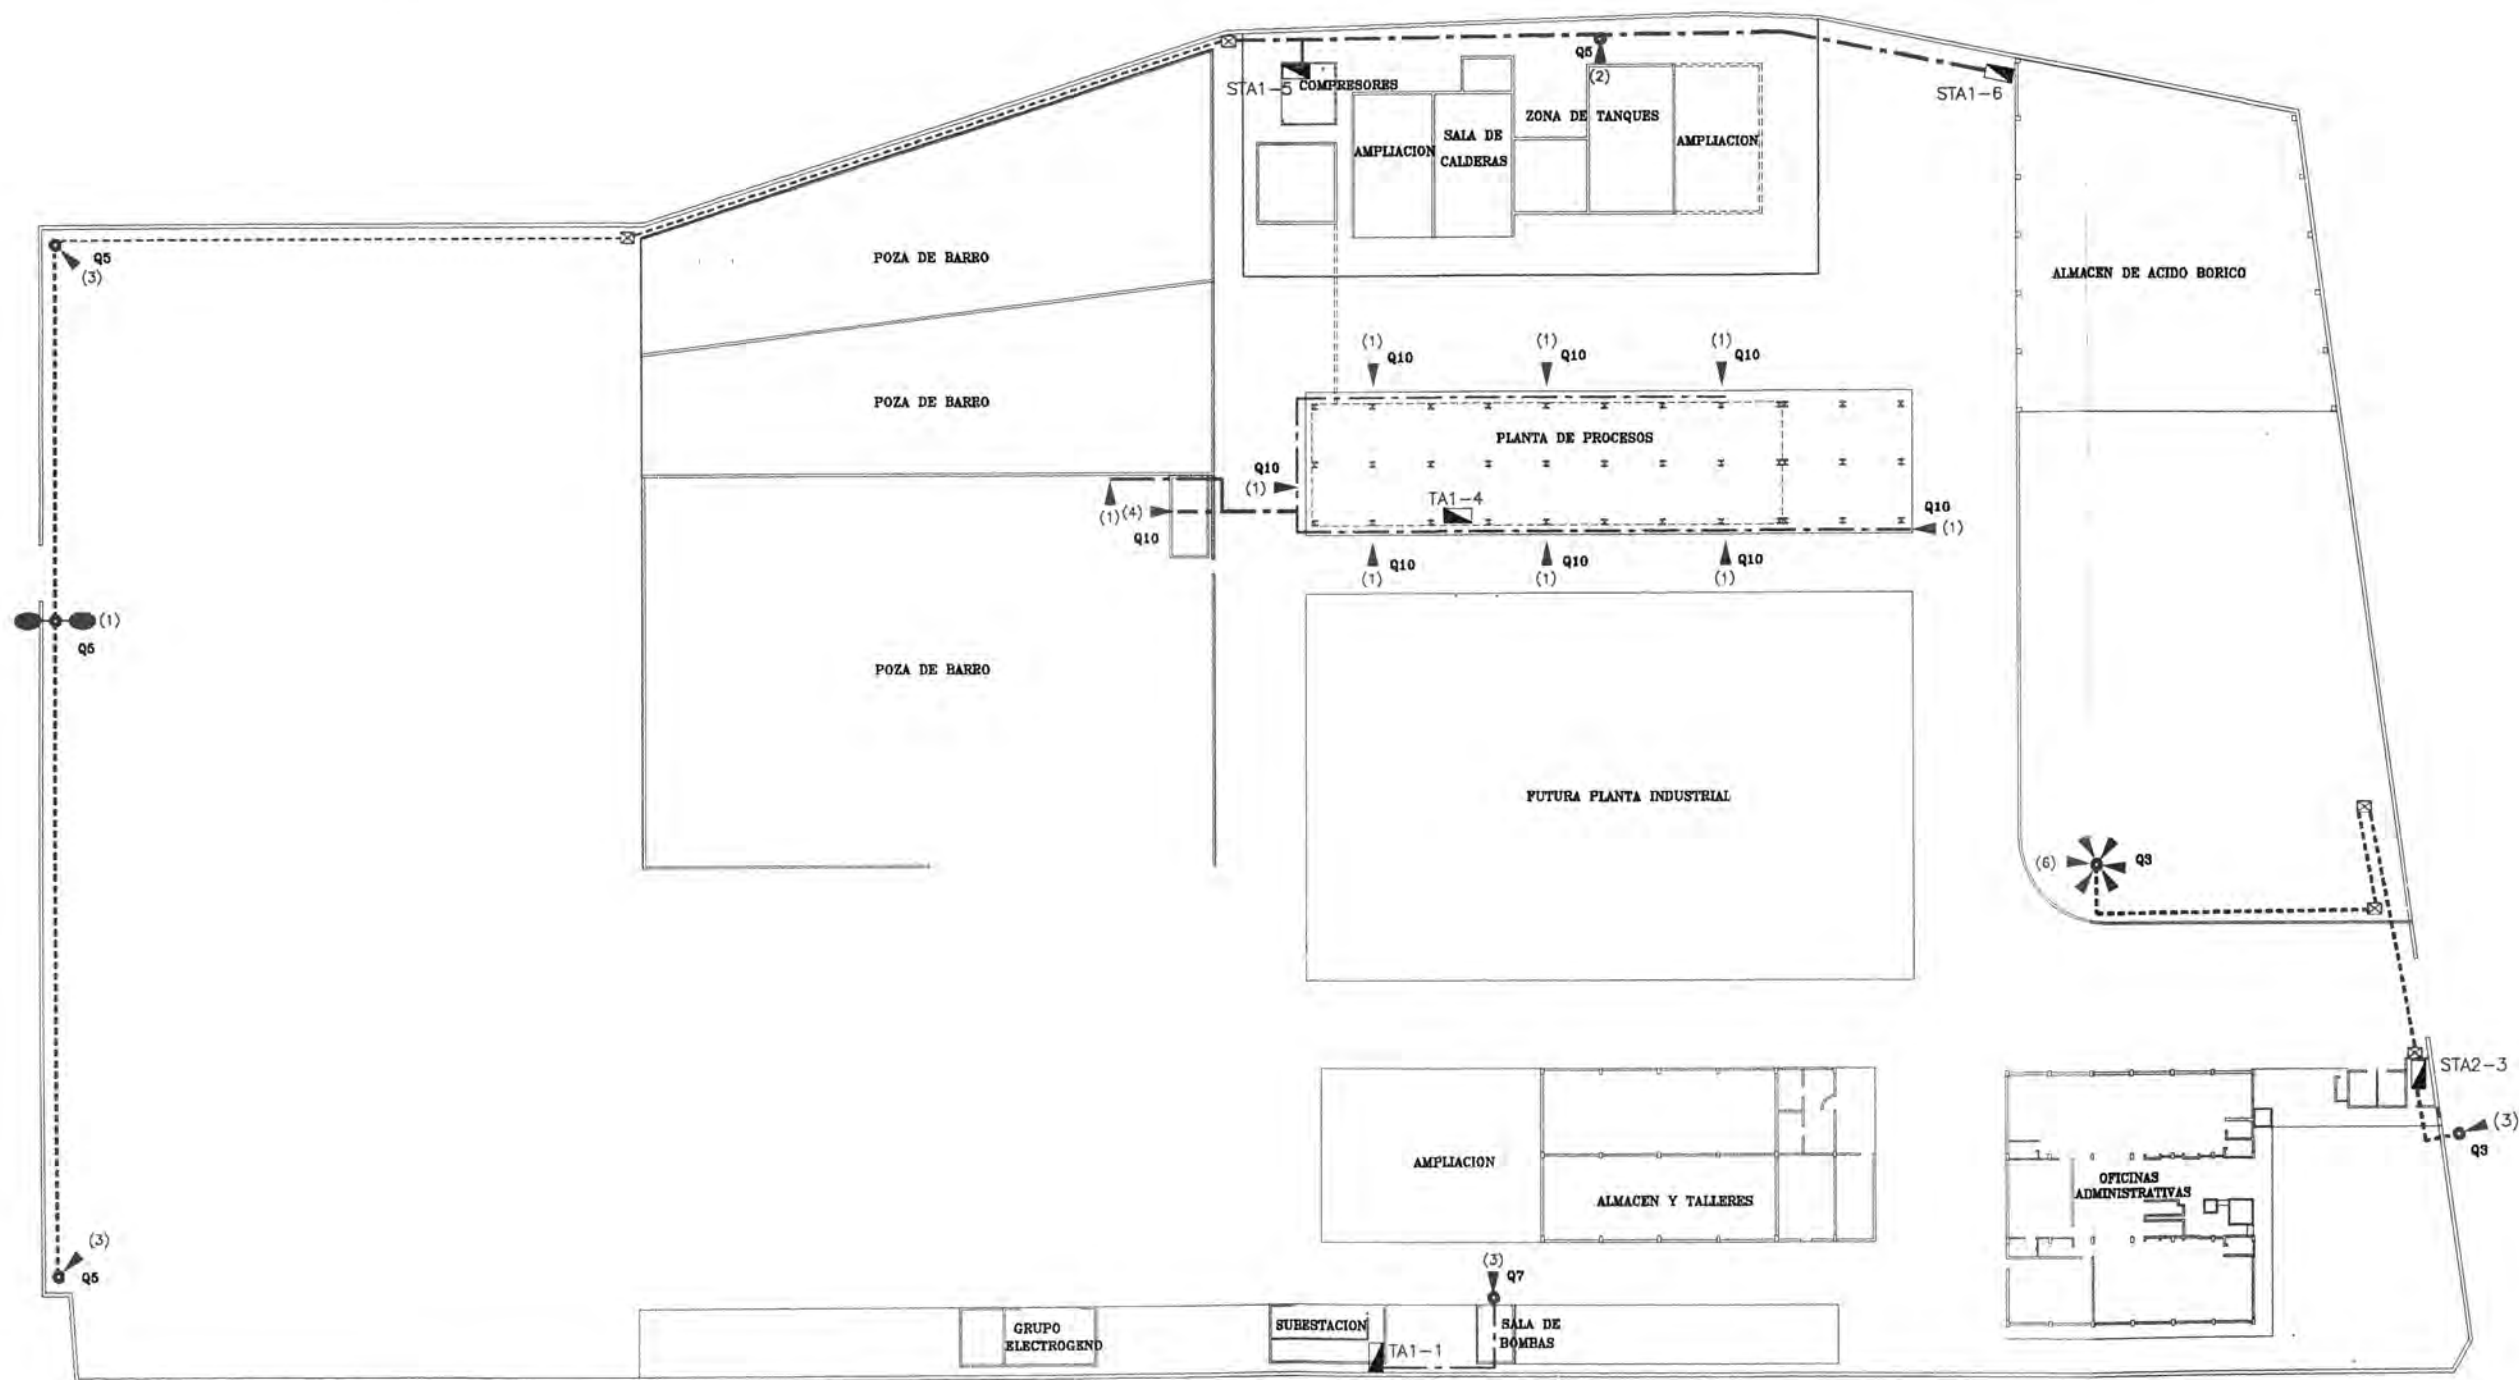 Q5
(2)
STA1-5
COMPRESORES
STA1-6
ZONA DE TANQUES
SALA DE
CALDERAS
AMPLIACION
AMPLIACION
Q5
(3)
POZA DE BARRO
ALMACEN DE ACIDO BORICO
(1)
Q10
(1)
Q10
(1)
Q10
POZA DE BARRO
PLANTA DE PROCESOS
Q10
(1)
TA1-4
(1)
(4)
Q10
Q10
(1)
Q10
(1)
Q10
(1)
Q10
(1)
(1)
Q5
POZA DE BARRO
FUTURA PLANTA INDUSTRIAL
(6)
Q3
STA2-3
(3)
Q3
AMPLIACION
ALMACEN Y TALLERES
OFICINAS
ADMINISTRATIVAS
(3)
Q5
(3)
Q7
GRUPO
ELECTROGENO
SUBESTACION
TA1-1
SALA DE
BOMBAS